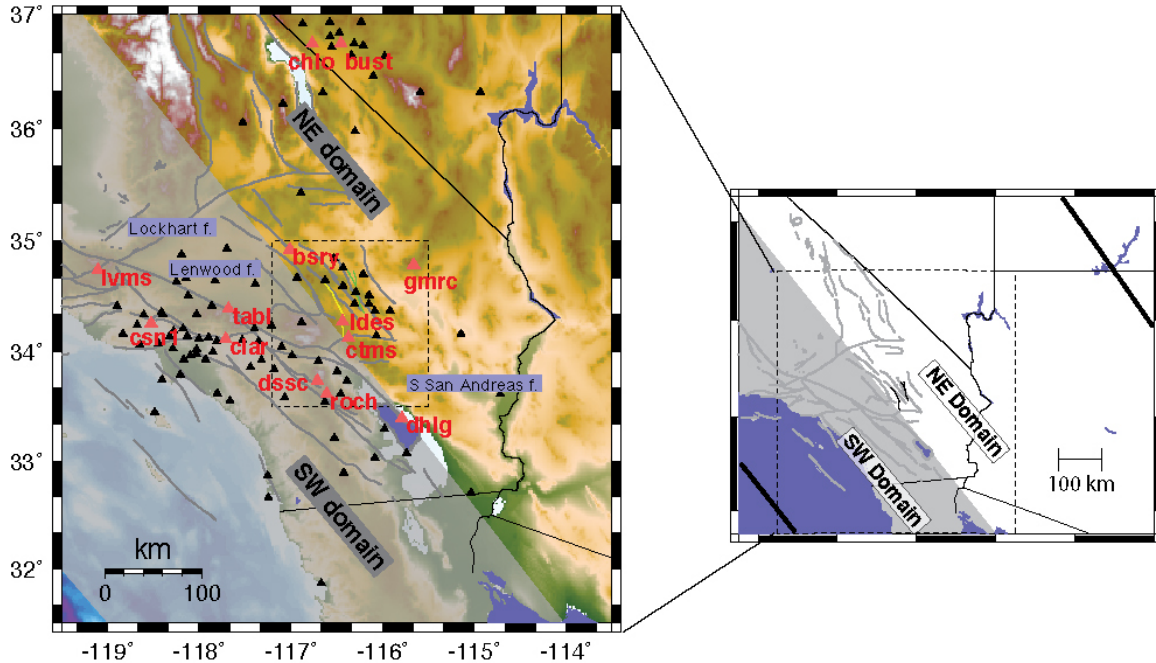 37°
36°
35°
34°
33°
32°
-119°
-118°
-117°
-116°
-115°
-114°
chlo bust
NE domain
Lockhart f.
Lenwood f.
bsry
gmrc
lvms
tabl
ldes
csn1
clar
ctms
dssc
S San Andreas f.
roch
dhlg
SW domain
km
0 100
NE Domain
SW Domain
100 km